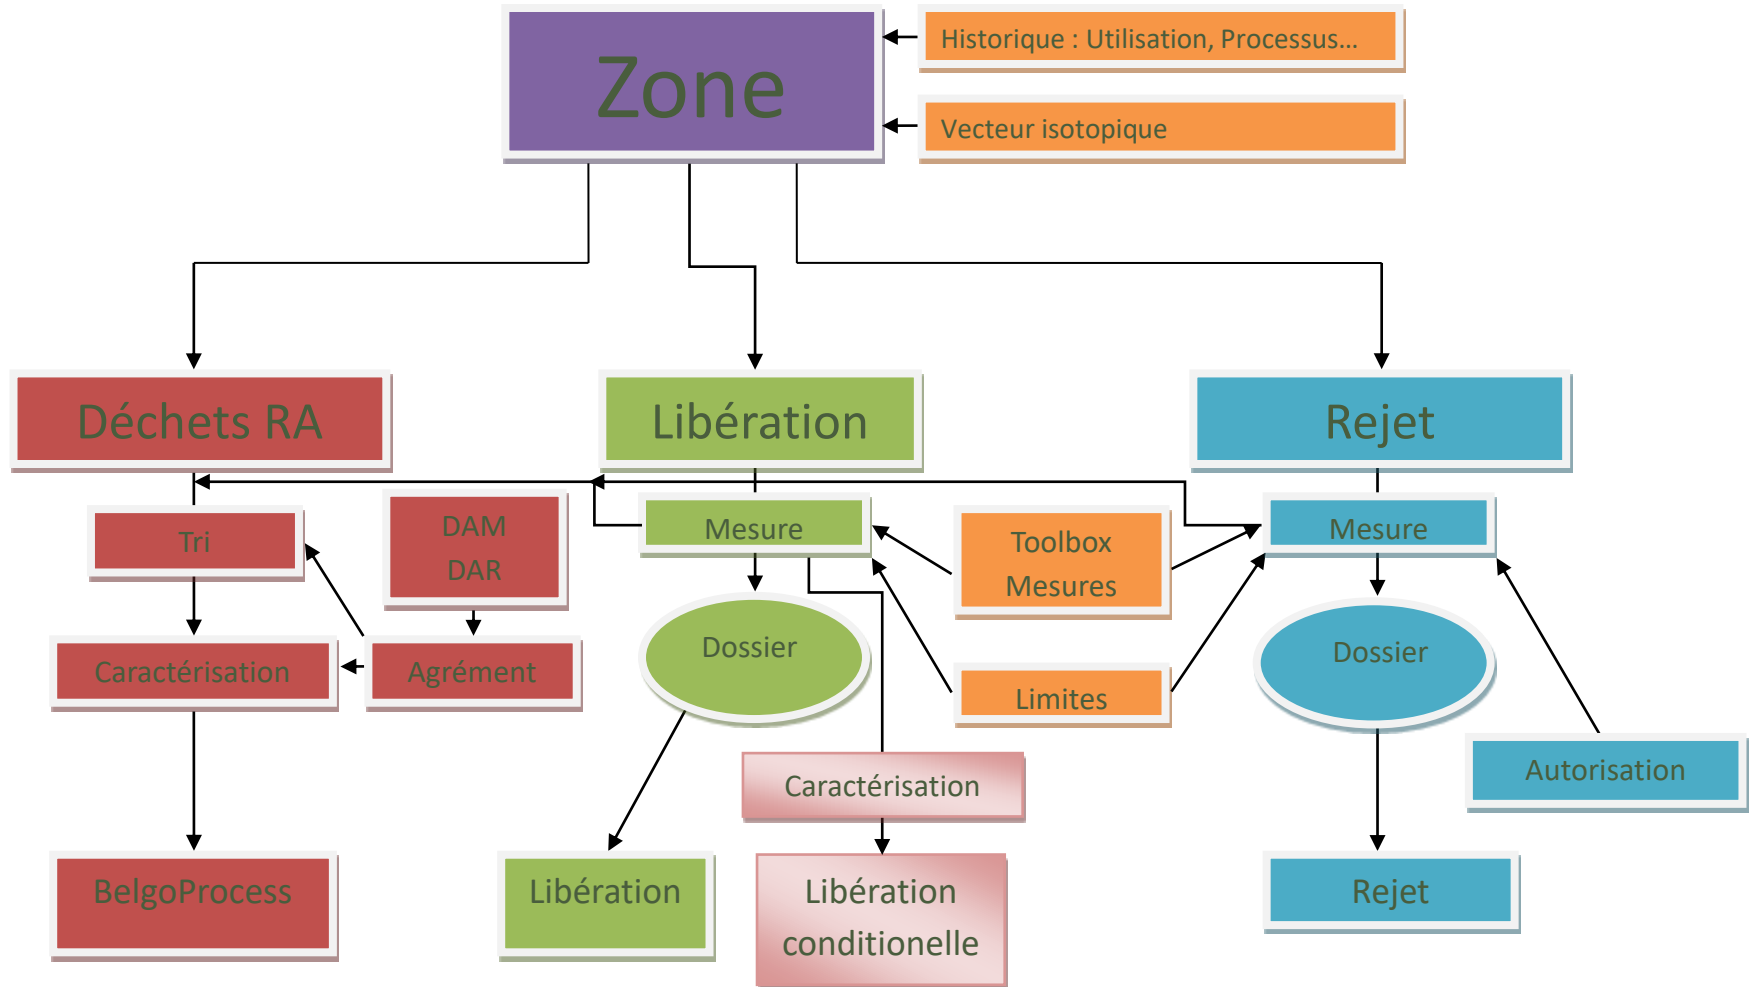 Zone
Historique : Utilisation, Processus...
Vecteur isotopique
Déchets RA
Libération
Rejet
Tri
DAM
DAR
Mesure
Toolbox
Mesures
Mesure
Caractérisation
Agrément
Dossier
Limites
Dossier
Caractérisation
Autorisation
BelgoProcess
Libération
Libération
conditionelle
Rejet